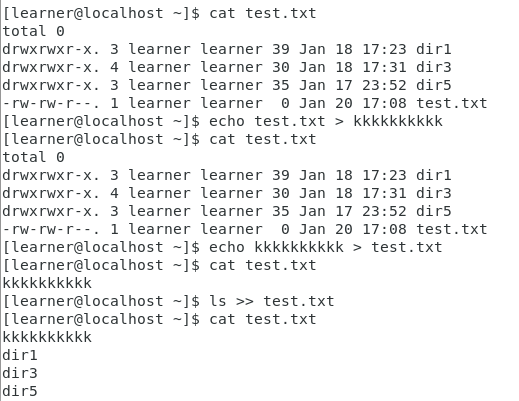 [learner@localhost ~]$ cat test.txt
total 0
drwxrwxr-x. 3 learner learner 39 Jan 18 17:23 dir1
drwxrwxr-x. 4 learner learner 30 Jan 18 17:31 dir3
drwxrwxr-x. 3 learner learner 35 Jan 17 23:52 dir5
-rw-rw-r--. 1 learner learner  0 Jan 20 17:08 test.txt
[learner@localhost ~]$ echo test.txt > kkkkkkkkkk
[learner@localhost ~]$ cat test.txt
total 0
drwxrwxr-x. 3 learner learner 39 Jan 18 17:23 dir1
drwxrwxr-x. 4 learner learner 30 Jan 18 17:31 dir3
drwxrwxr-x. 3 learner learner 35 Jan 17 23:52 dir5
-rw-rw-r--. 1 learner learner  0 Jan 20 17:08 test.txt
[learner@localhost ~]$ echo kkkkkkkkkk > test.txt
[learner@localhost ~]$ cat test.txt
kkkkkkkkkk
[learner@localhost ~]$ ls >> test.txt
[learner@localhost ~]$ cat test.txt
kkkkkkkkkk
dir1
dir3
dir5